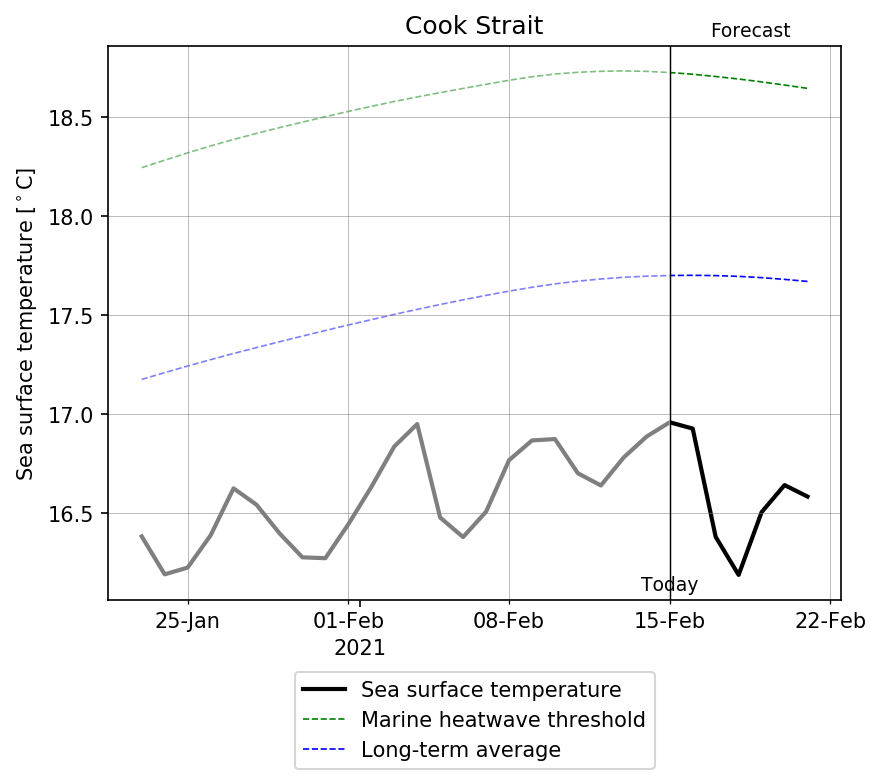 Cook Strait
Forecast
Sea surface temperature [°C]
18.5
18.0
17.5
17.0
16.5
Today
25-Jan
01-Feb
08-Feb
15-Feb
22-Feb
2021
Sea surface temperature
Marine heatwave threshold
Long-term average